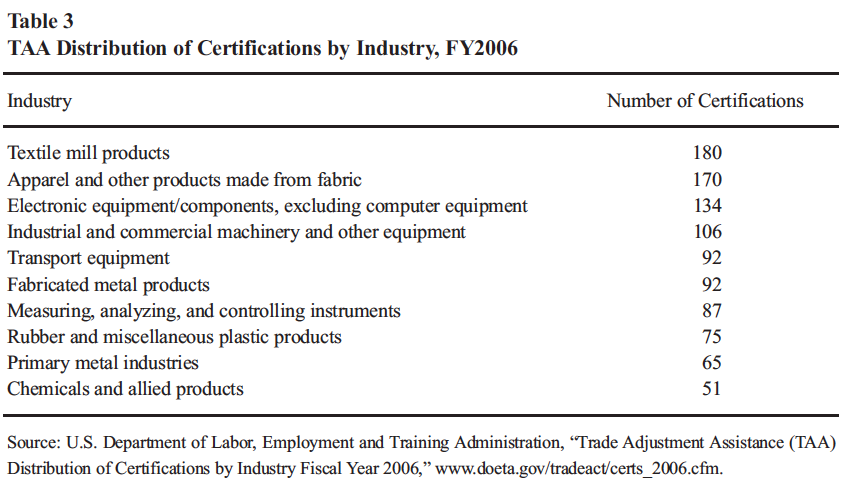 Table 3
TAA Distribution of Certifications by Industry, FY2006
Industry Number of Certifications
Textile mill products 180
Apparel and other products made from fabric 170
Electronic equipment/components, excluding computer equipment 134
Industrial and commercial machinery and other equipment 106
Transport equipment 92
Fabricated metal products 92
Measuring, analyzing, and controlling instruments 87
Rubber and miscellaneous plastic products 75
Primary metal industries 65
Chemicals and allied products 51
Source: U.S. Department of Labor, Employment and Training Administration, “Trade Adjustment Assistance (TAA)
Distribution of Certifications by Industry Fiscal Year 2006,” www.doeta.gov/tradeact/certs_2006.cfm.